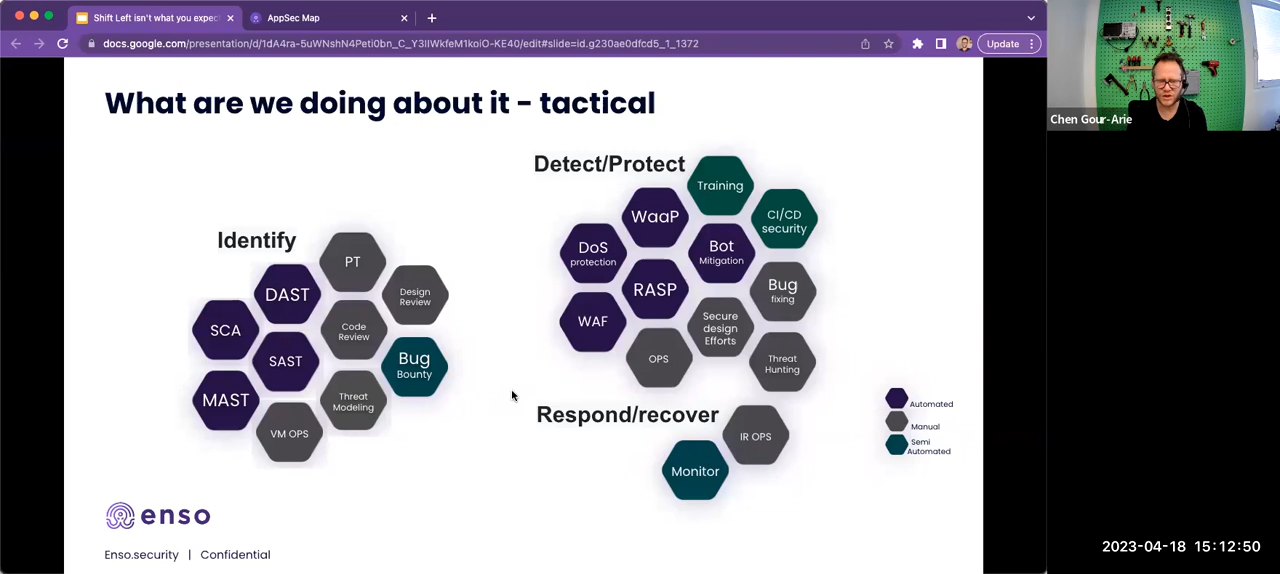 Shift Left isn't what you expec
AppSec Map
docs.google.com/presentation/d/1dA4ra-5uWNshN4Peti0bn_C_Y3IIWkfeM1koiO-KE40/edit#slide=id.g230ae0dfcd5_1_1372
Update
Chen Gour-Arie
What are we doing about it - tactical
Identify
PT
DAST
Design
Review
SCA
Code
Review
SAST
Bug
Bounty
MAST
Threat
Modeling
VM OPS
Detect/Protect
Training
WaaP
CI/CD
security
DoS
protection
Bot
Mitigation
RASP
Bug
fixing
WAF
Secure
design
Efforts
OPS
Threat
Hunting
Respond/recover
IR OPS
Monitor
Automated
Manual
Semi
Automated
enso
Enso.security | Confidential
2023-04-18 15:12:50